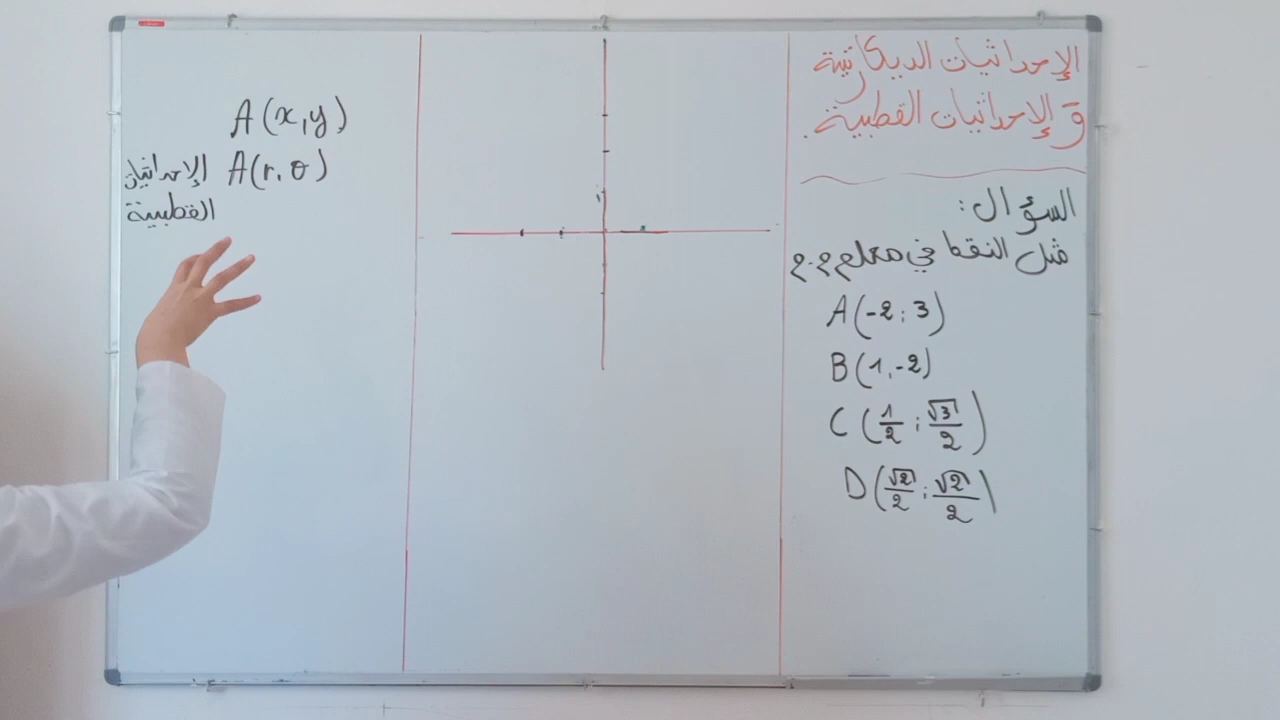 الإحداثيات الديكارتية
و الإحداثيات القطبية.
السؤال:
مثل النقط في معلم م.م
A(-2; 3)
B(1,-2)
C(1/2; √3/2)
D(√2/2; √2/2)
1
A(x,y)
A(r, θ) الإحداثيات
القطبية